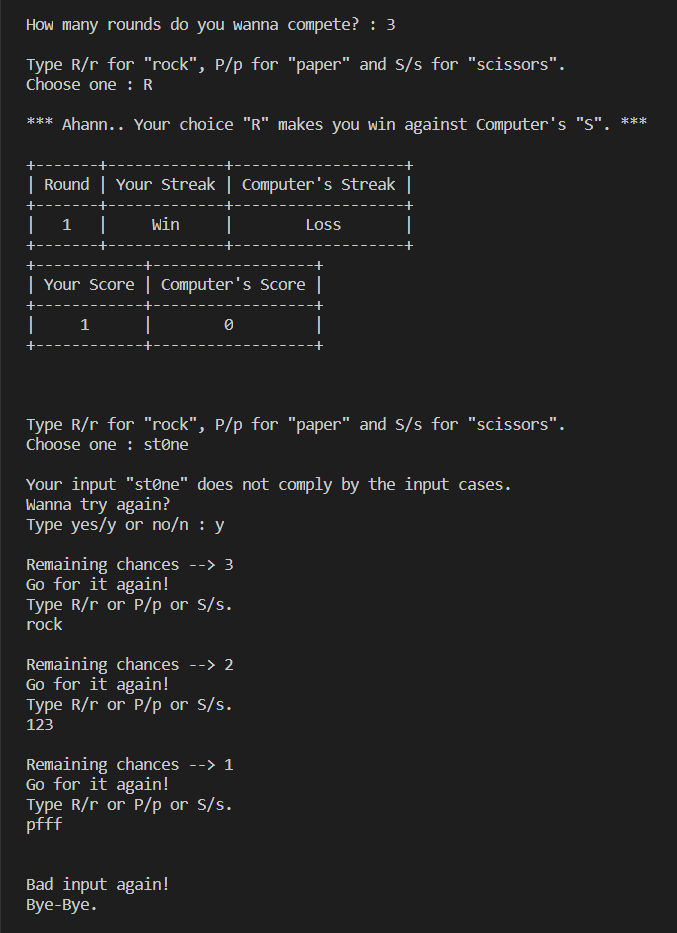 How many rounds do you wanna compete? : 3
Type R/r for "rock", P/p for "paper" and S/s for "scissors".
Choose one : R
*** Ahann.. Your choice "R" makes you win against Computer's "S". ***
+-------+-------------+-------------------+
| Round | Your Streak | Computer's Streak |
+-------+-------------+-------------------+
|   1   |     Win     |        Loss       |
+-------+-------------+-------------------+
+------------+------------------+
| Your Score | Computer's Score |
+------------+------------------+
|     1      |        0         |
+------------+------------------+
Type R/r for "rock", P/p for "paper" and S/s for "scissors".
Choose one : st0ne
Your input "st0ne" does not comply by the input cases.
Wanna try again?
Type yes/y or no/n : y
Remaining chances --> 3
Go for it again!
Type R/r or P/p or S/s.
rock
Remaining chances --> 2
Go for it again!
Type R/r or P/p or S/s.
123
Remaining chances --> 1
Go for it again!
Type R/r or P/p or S/s.
pfff
Bad input again!
Bye-Bye.